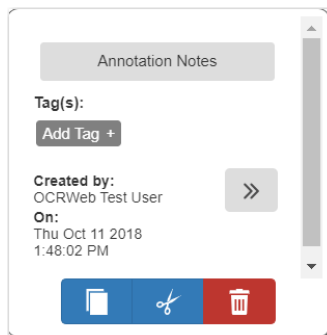 Annotation Notes
Tag(s):
Add Tag +
Created by:
OCRWeb Test User
On:
Thu Oct 11 2018
1:48:02 PM